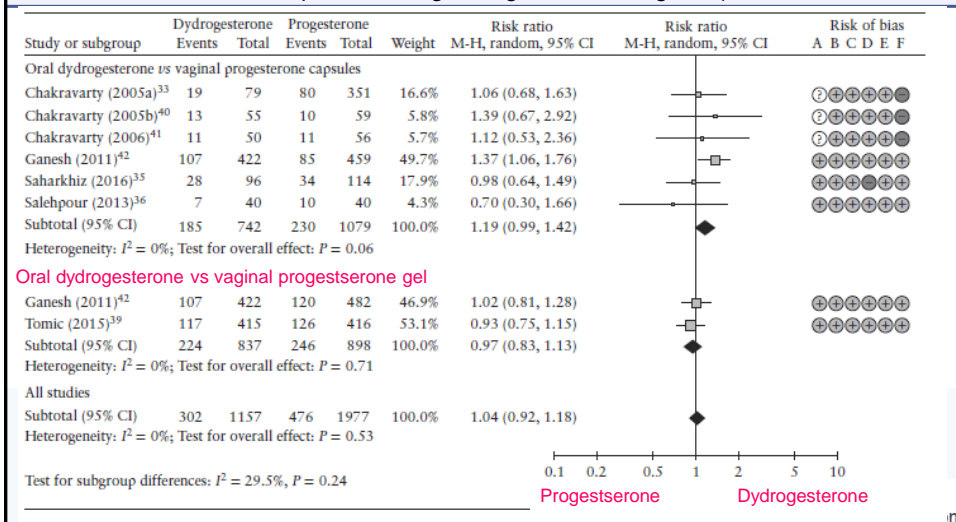 Dydrogesterone Progesterone Risk ratio Risk ratio Risk of bias
Study or subgroup Events Total Events Total Weight M-H, random, 95% CI M-H, random, 95% CI A B C D E F
Oral dydrogesterone vs vaginal progesterone capsules
Chakravarty (2005a)33 19 79 80 351 16.6% 1.06 (0.68, 1.63) ?+++++-
Chakravarty (2005b)40 13 55 10 59 5.8% 1.39 (0.67, 2.92) ?+++++-
Chakravarty (2006)41 11 50 11 56 5.7% 1.12 (0.53, 2.36) ?+++++-
Ganesh (2011)42 107 422 85 459 49.7% 1.37 (1.06, 1.76) ++++++
Saharkhiz (2016)35 28 96 34 114 17.9% 0.98 (0.64, 1.49) +++-++
Salehpour (2013)36 7 40 10 40 4.3% 0.70 (0.30, 1.66) ++++++
Subtotal (95% CI) 185 742 230 1079 100.0% 1.19 (0.99, 1.42)
Heterogeneity: I² = 0%; Test for overall effect: P = 0.06
Oral dydrogesterone vs vaginal progestserone gel
Ganesh (2011)42 107 422 120 482 46.9% 1.02 (0.81, 1.28) ++++++
Tomic (2015)39 117 415 126 416 53.1% 0.93 (0.75, 1.15) ++++++
Subtotal (95% CI) 224 837 246 898 100.0% 0.97 (0.83, 1.13)
Heterogeneity: I² = 0%; Test for overall effect: P = 0.71
All studies
Subtotal (95% CI) 302 1157 476 1977 100.0% 1.04 (0.92, 1.18)
Heterogeneity: I² = 0%; Test for overall effect: P = 0.53
Test for subgroup differences: I² = 29.5%, P = 0.24
0.1 0.2 0.5 1 2 5 10
Progestserone Dydrogesterone